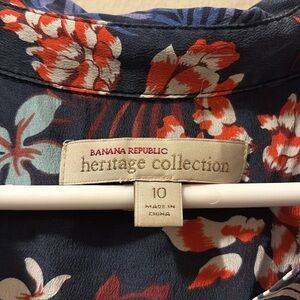 BANANA REPUBLIC
heritage collection
10
MADE IN
CHINA